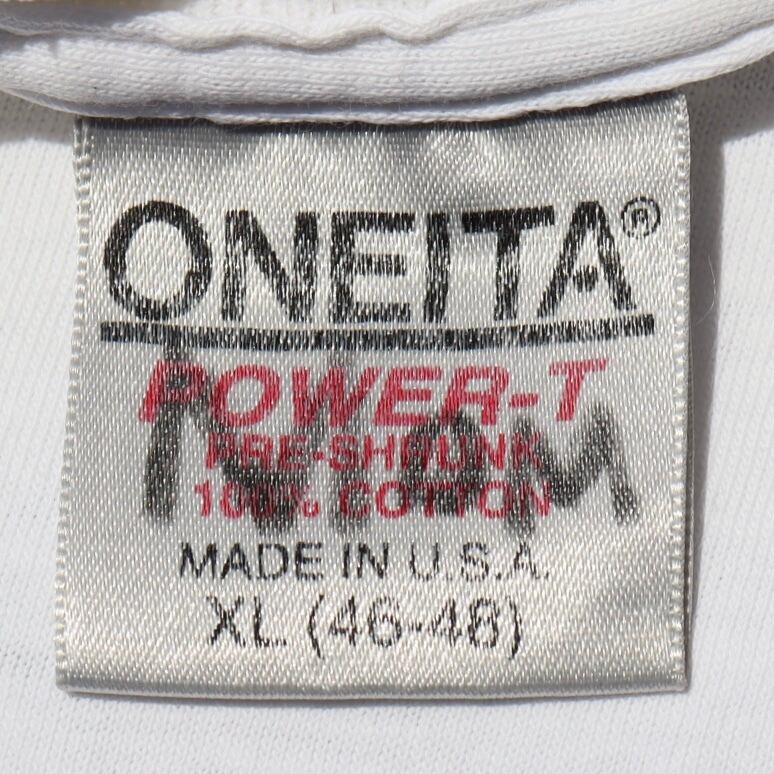 ONEITA®
POWER-T
PRE-SHRUNK
100% COTTON
MADE IN U.S.A.
XL (46-48)